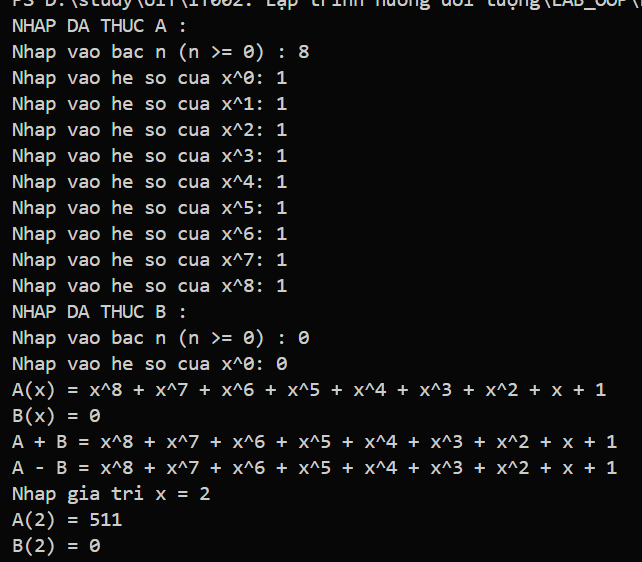 PS D:\study\UIT\IT002. Lap trinh huong doi tuong\LAB_OOP\
NHAP DA THUC A :
Nhap vao bac n (n >= 0) : 8
Nhap vao he so cua x^0: 1
Nhap vao he so cua x^1: 1
Nhap vao he so cua x^2: 1
Nhap vao he so cua x^3: 1
Nhap vao he so cua x^4: 1
Nhap vao he so cua x^5: 1
Nhap vao he so cua x^6: 1
Nhap vao he so cua x^7: 1
Nhap vao he so cua x^8: 1
NHAP DA THUC B :
Nhap vao bac n (n >= 0) : 0
Nhap vao he so cua x^0: 0
A(x) = x^8 + x^7 + x^6 + x^5 + x^4 + x^3 + x^2 + x + 1
B(x) = 0
A + B = x^8 + x^7 + x^6 + x^5 + x^4 + x^3 + x^2 + x + 1
A - B = x^8 + x^7 + x^6 + x^5 + x^4 + x^3 + x^2 + x + 1
Nhap gia tri x = 2
A(2) = 511
B(2) = 0